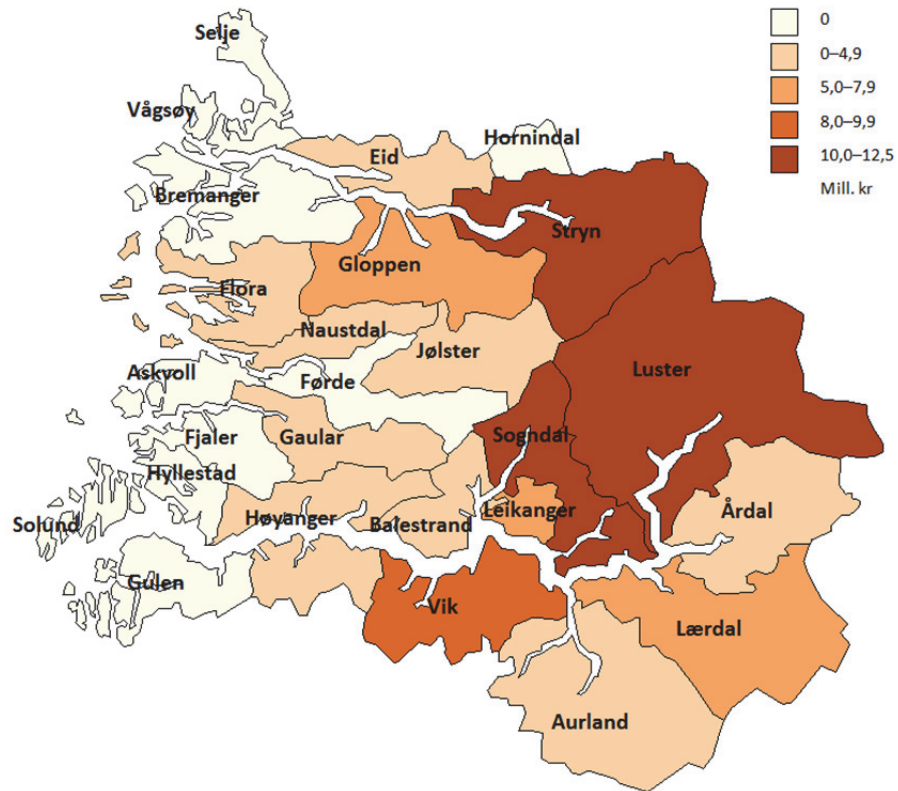 Selje
0
0–4,9
5,0–7,9
8,0–9,9
10,0–12,5
Mill. kr
Vågsøy
Hornindal
Eid
Bremanger
Stryn
Gloppen
Flora
Naustdal
Jølster
Askvoll
Førde
Luster
Fjaler
Gaular
Sogndal
Hyllestad
Solund
Høyanger
Balestrand
Leikanger
Årdal
Gulen
Vik
Lærdal
Aurland